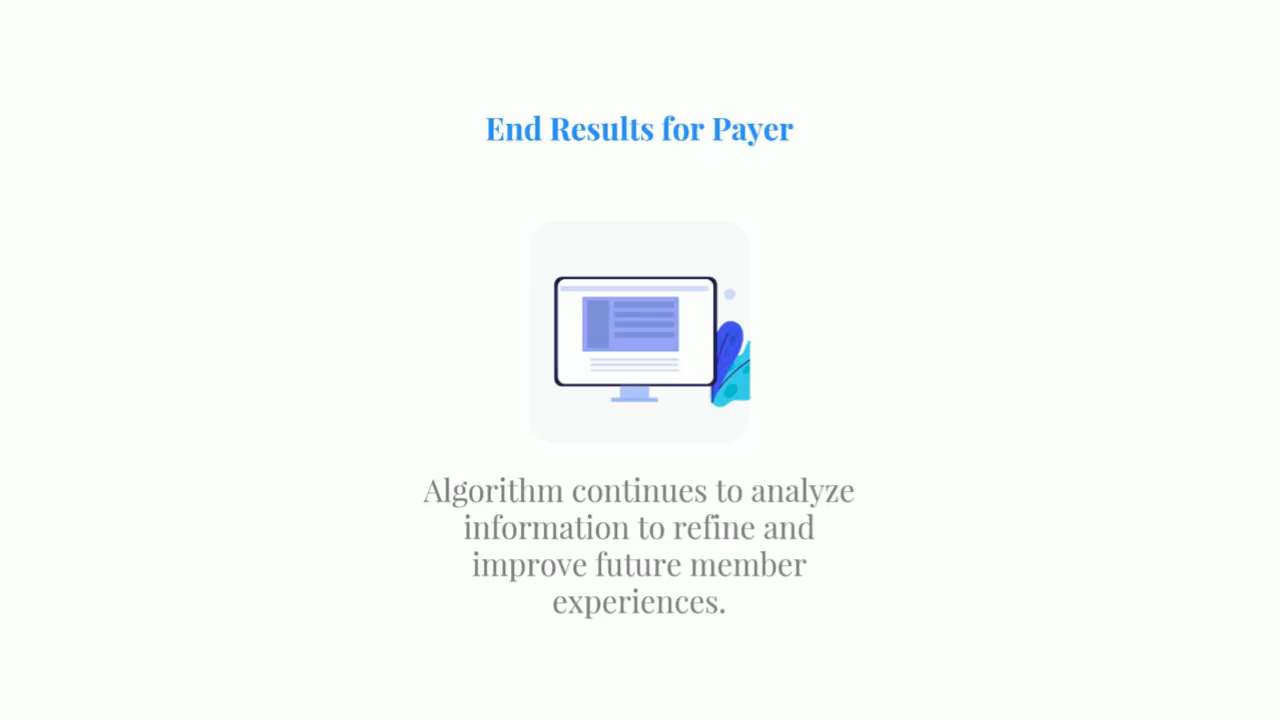 End Results for Payer
Algorithm continues to analyze
information to refine and
improve future member
experiences.